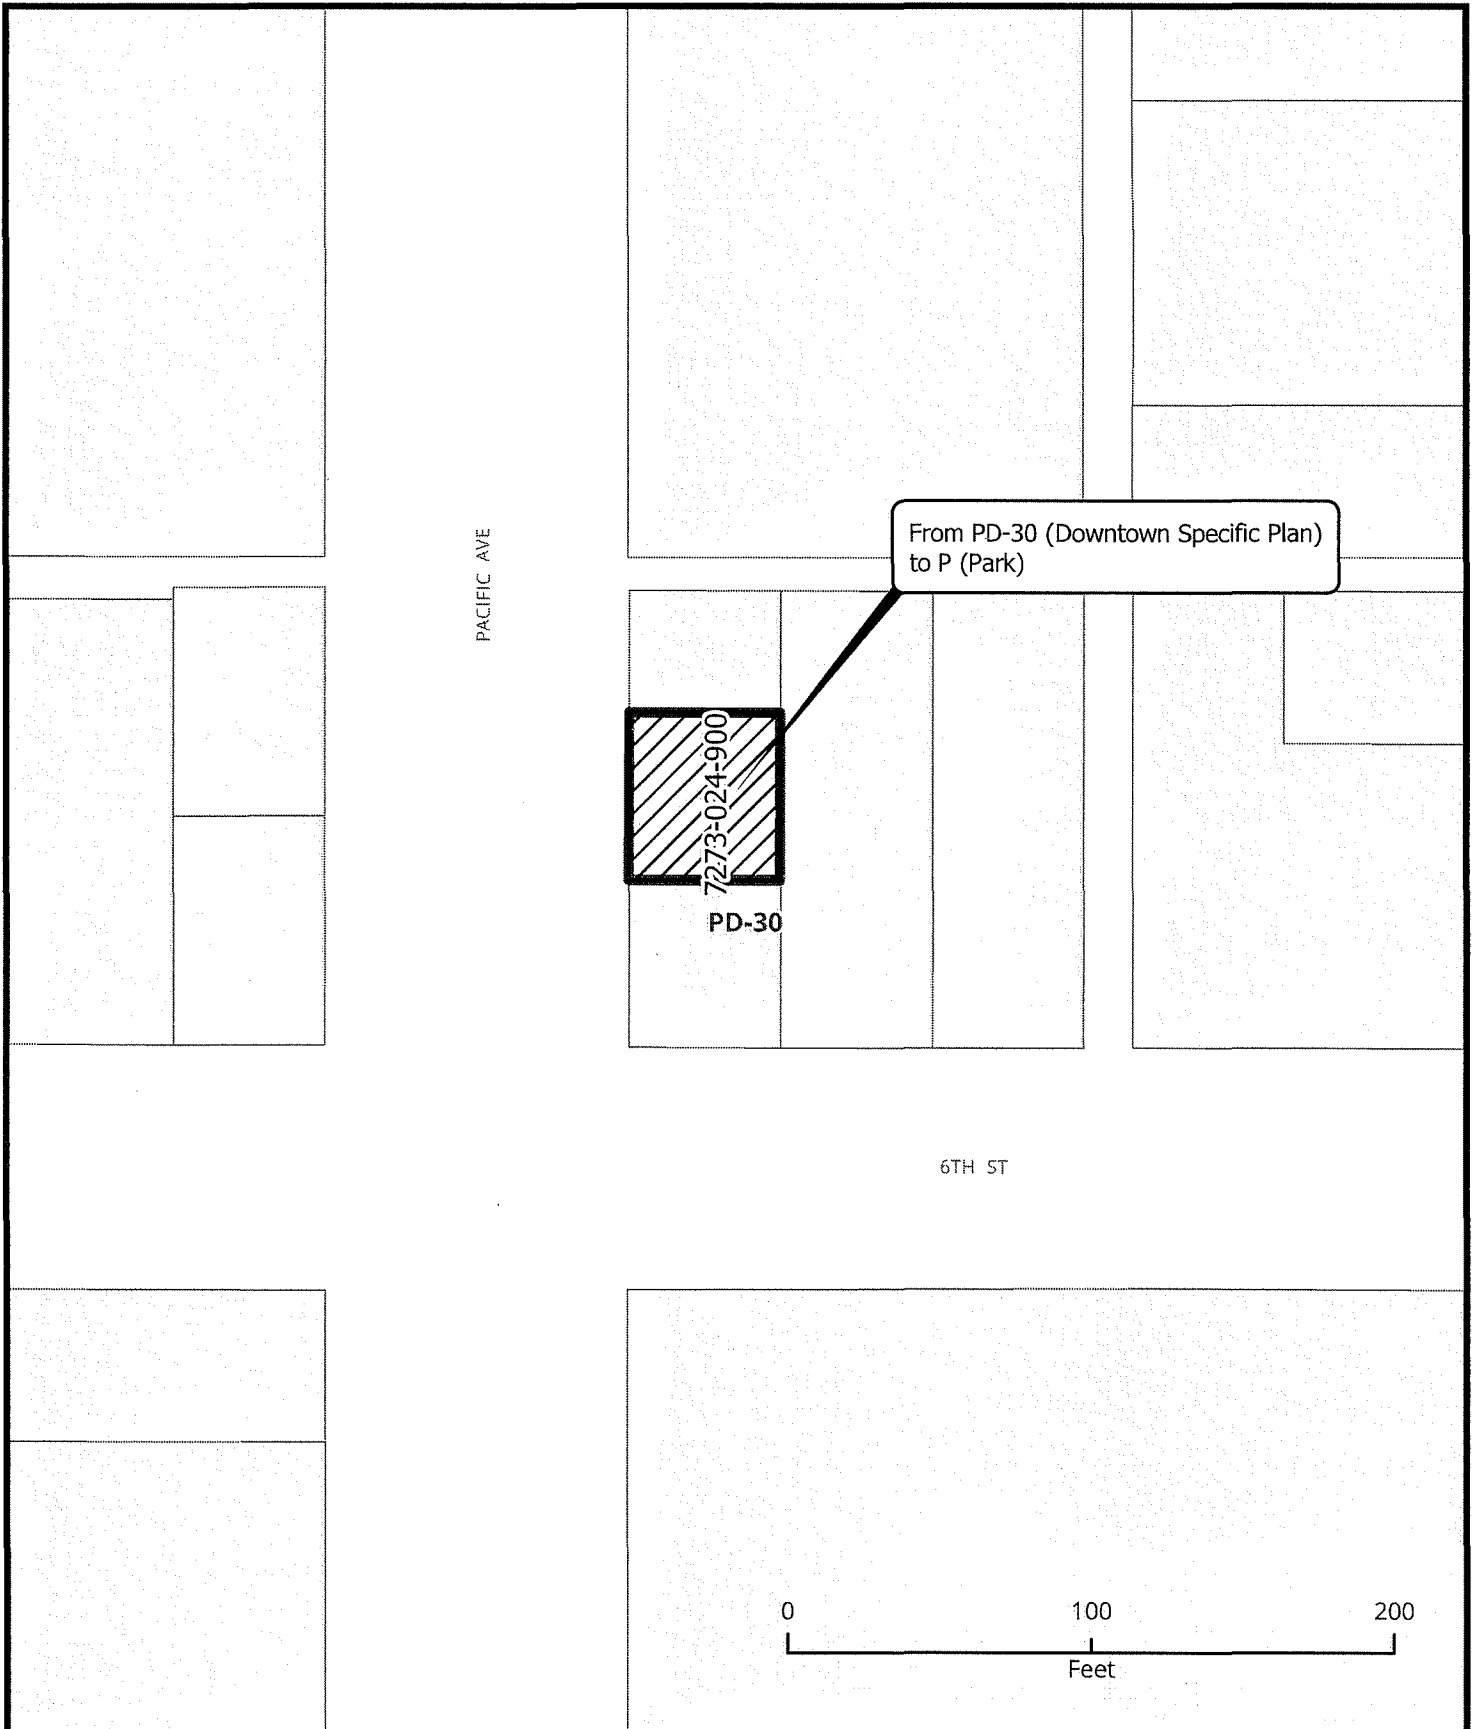 PACIFIC AVE
From PD-30 (Downtown Specific Plan)
to P (Park)
7273-024-900
PD-30
6TH ST
0 100 200
Feet